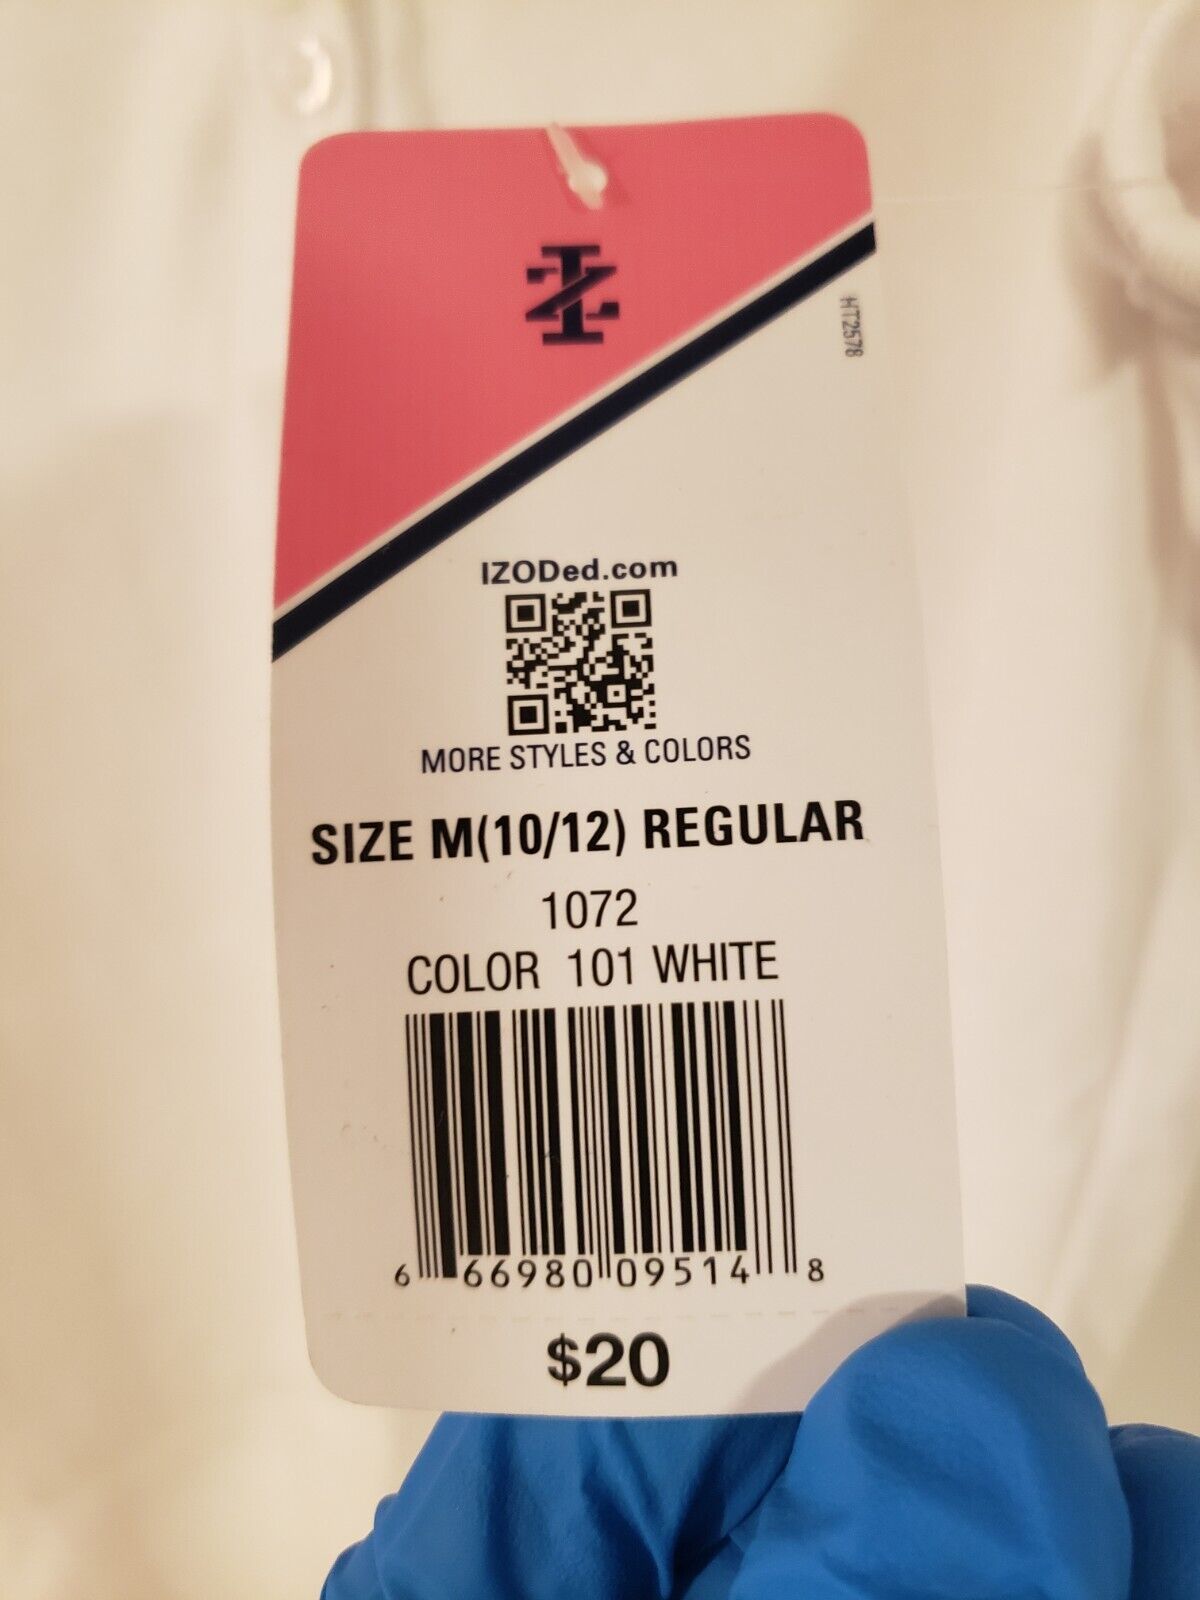 IZ
HT2578
IZODed.com
MORE STYLES & COLORS
SIZE M(10/12) REGULAR
1072
COLOR 101 WHITE
6 66980 09514 8
$20